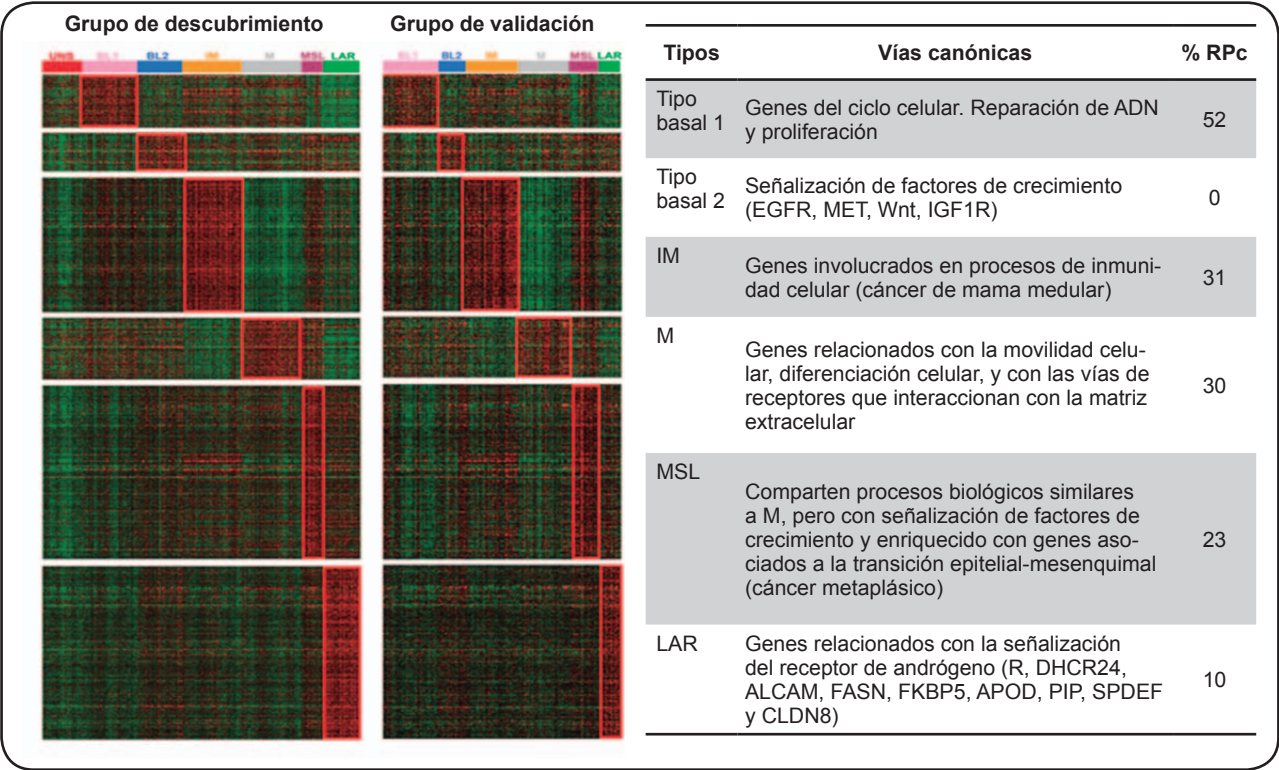 Grupo de descubrimiento
Grupo de validación
UNS BL1 BL2 IM M MSL LAR
BL1 BL2 IM M MSL LAR
Tipos Vías canónicas % RPc
Tipo
basal 1
Genes del ciclo celular. Reparación de ADN
y proliferación
52
Tipo
basal 2
Señalización de factores de crecimiento
(EGFR, MET, Wnt, IGF1R)
0
IM
Genes involucrados en procesos de inmuni-
dad celular (cáncer de mama medular)
31
M
Genes relacionados con la movilidad celu-
lar, diferenciación celular, y con las vías de
receptores que interaccionan con la matriz
extracelular
30
MSL
Comparten procesos biológicos similares
a M, pero con señalización de factores de
crecimiento y enriquecido con genes aso-
ciados a la transición epitelial-mesenquimal
(cáncer metaplásico)
23
LAR
Genes relacionados con la señalización
del receptor de andrógeno (R, DHCR24,
ALCAM, FASN, FKBP5, APOD, PIP, SPDEF
y CLDN8)
10